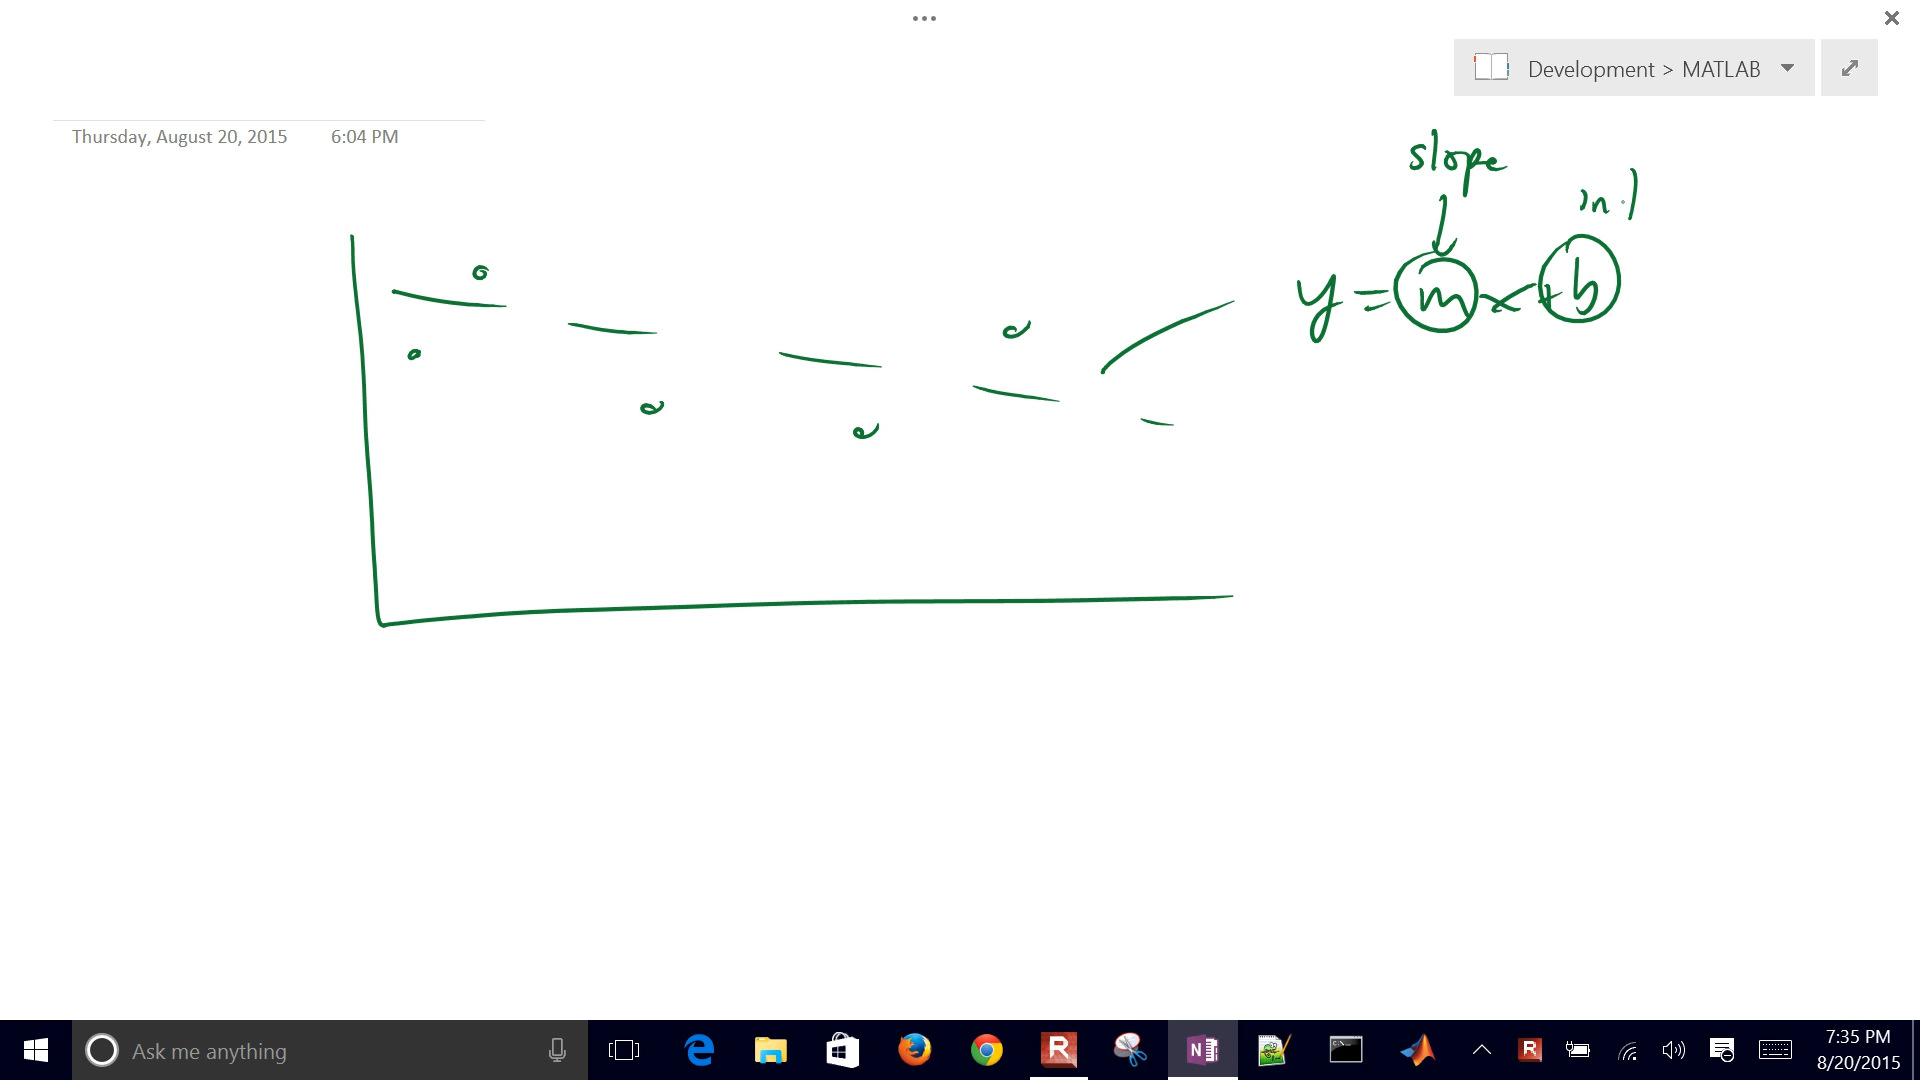 Development > MATLAB
Thursday, August 20, 2015 6:04 PM
slope
in
y = mx + b
Ask me anything
7:35 PM
8/20/2015